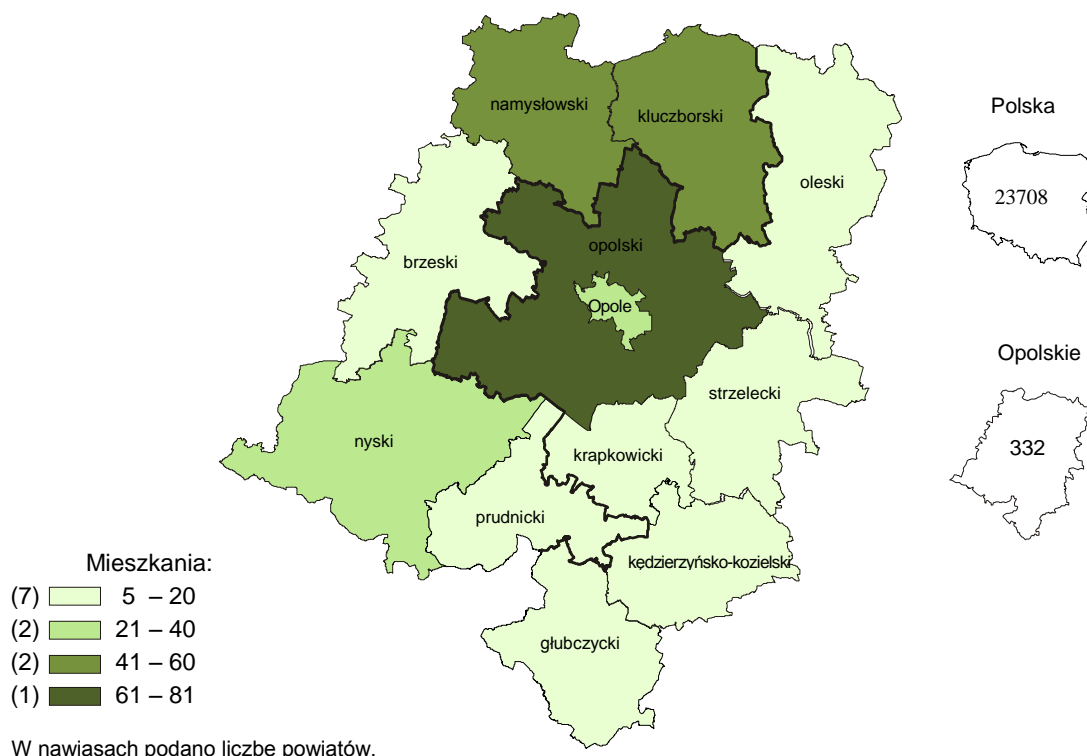 namysłowski
kluczborski
oleski
opolski
brzeski
Opole
strzelecki
nyski
krapkowicki
prudnicki
kędzierzyńsko-kozielski
głubczycki
Polska
23708
Opolskie
332
Mieszkania:
(7) 5 – 20
(2) 21 – 40
(2) 41 – 60
(1) 61 – 81
W nawiasach podano liczbę powiatów.